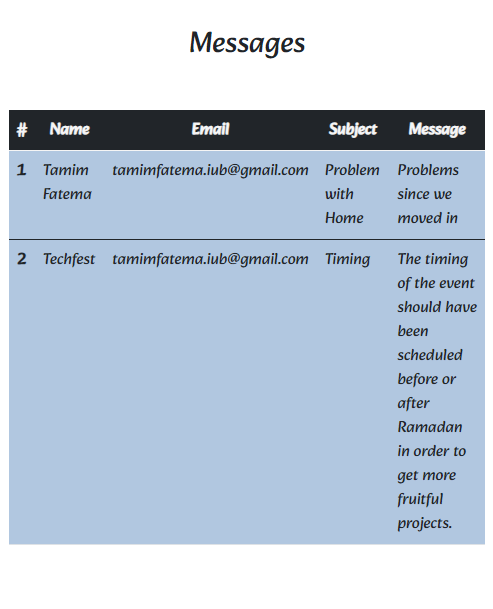 Messages
# Name Email Subject Message
1 Tamim Fatema tamimfatema.iub@gmail.com Problem with Home Problems since we moved in
2 Techfest tamimfatema.iub@gmail.com Timing The timing of the event should have been scheduled before or after Ramadan in order to get more fruitful projects.